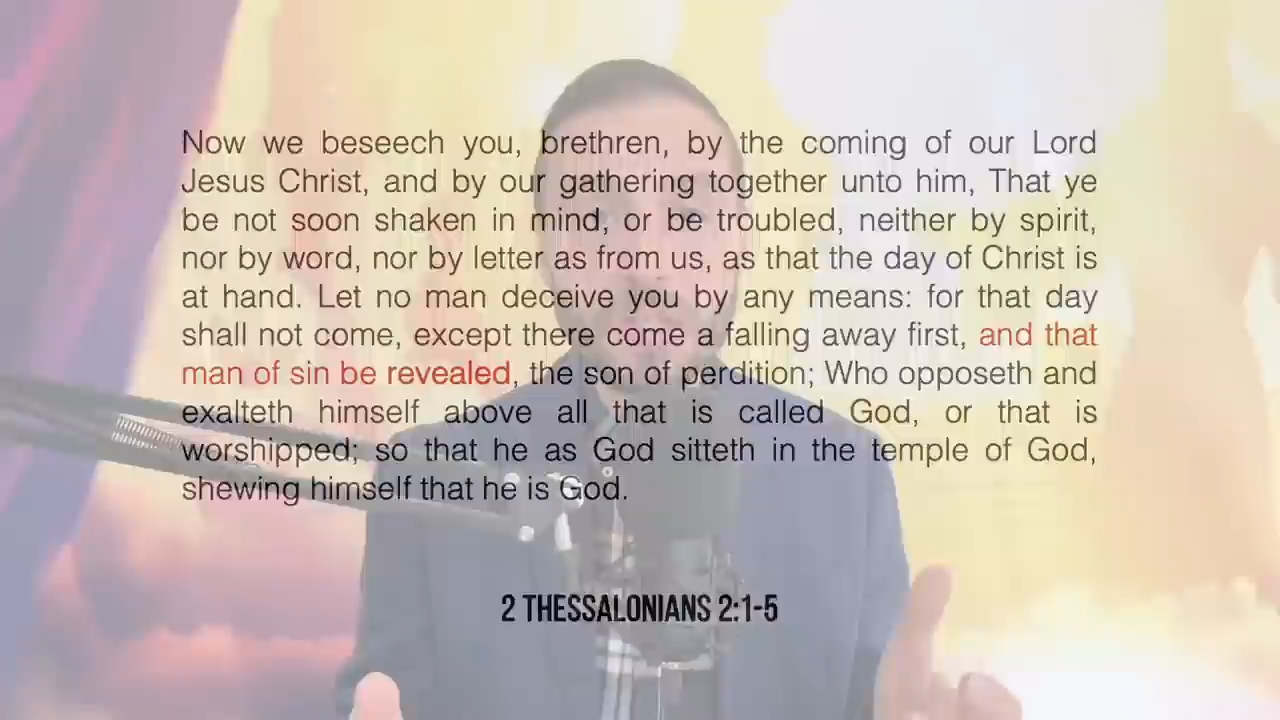 Now we beseech you, brethren, by the coming of our Lord
Jesus Christ, and by our gathering together unto him, That ye
be not soon shaken in mind, or be troubled, neither by spirit,
nor by word, nor by letter as from us, as that the day of Christ is
at hand. Let no man deceive you by any means: for that day
shall not come, except there come a falling away first, and that
man of sin be revealed, the son of perdition; Who opposeth and
exalteth himself above all that is called God, or that is
worshipped; so that he as God sitteth in the temple of God,
shewing himself that he is God.
2 THESSALONIANS 2:1-5